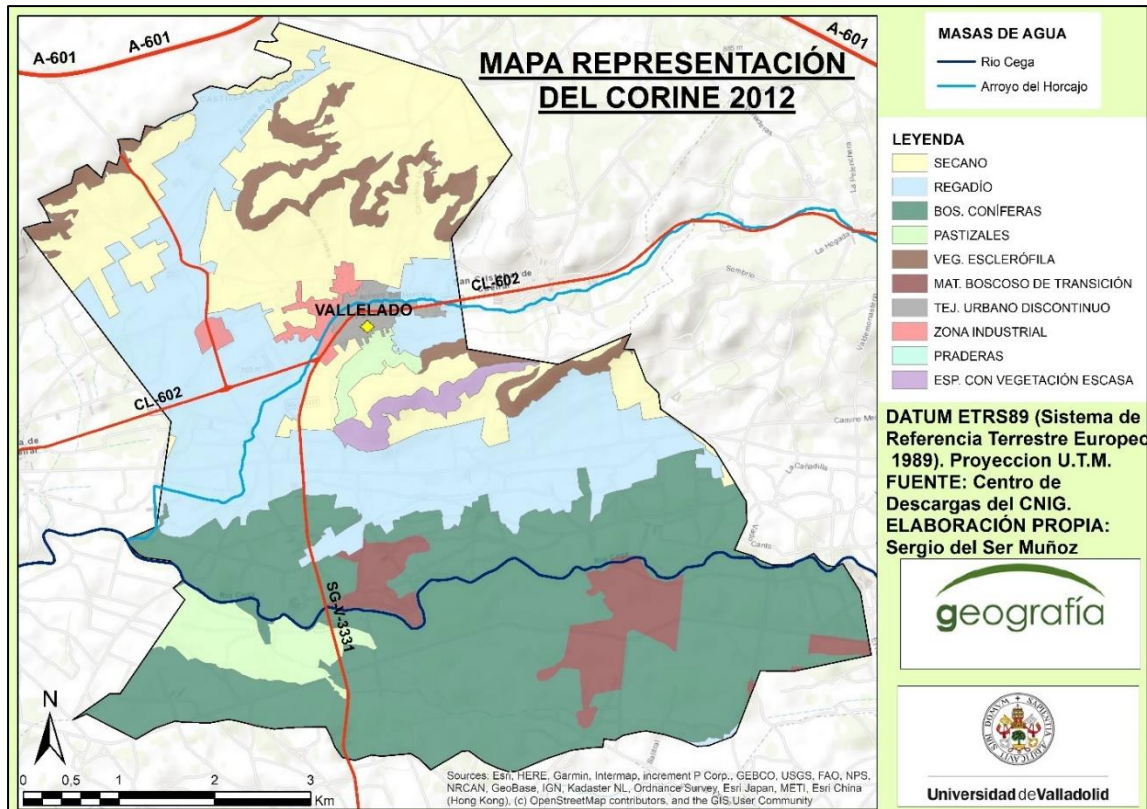 A-601
A-601
A-601
MAPA REPRESENTACIÓN
DEL CORINE 2012
VALLELADO
CL-602
CL-602
SG-V-3331
La Hogada
Sombrio
La Cañadilla
N
0 0,5 1 2 3
Km
Sources: Esri, HERE, Garmin, Intermap, increment P Corp., GEBCO, USGS, FAO, NPS,
NRCAN, GeoBase, IGN, Kadaster NL, Ordnance Survey, Esri Japan, METI, Esri China
(Hong Kong), (c) OpenStreetMap contributors, and the GIS User Community
MASAS DE AGUA
Rio Cega
Arroyo del Horcajo
LEYENDA
SECANO
REGADÍO
BOS. CONÍFERAS
PASTIZALES
VEG. ESCLERÓFILA
MAT. BOSCOSO DE TRANSICIÓN
TEJ. URBANO DISCONTINUO
ZONA INDUSTRIAL
PRADERAS
ESP. CON VEGETACIÓN ESCASA
DATUM ETRS89 (Sistema de
Referencia Terrestre Europeo
1989). Proyeccion U.T.M.
FUENTE: Centro de
Descargas del CNIG.
ELABORACIÓN PROPIA:
Sergio del Ser Muñoz
geografía
Universidad de Valladolid